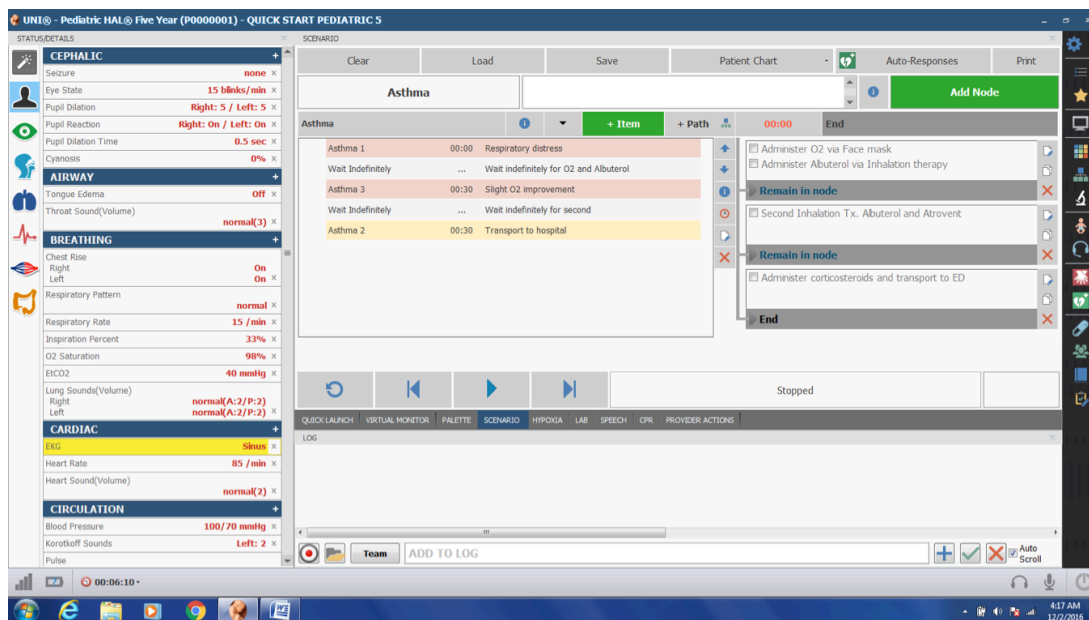 UNI® - Pediatric HAL® Five Year (P0000001) - QUICK START PEDIATRIC 5
STATUS/DETAILS
CEPHALIC +
Seizure none ×
Eye State 15 blinks/min ×
Pupil Dilation Right: 5 / Left: 5 ×
Pupil Reaction Right: On / Left: On ×
Pupil Dilation Time 0.5 sec ×
Cyanosis 0% ×
AIRWAY +
Tongue Edema Off ×
Throat Sound(Volume)
normal(3) ×
BREATHING +
Chest Rise
Right On
Left On ×
Respiratory Pattern
normal ×
Respiratory Rate 15 /min ×
Inspiration Percent 33% ×
O2 Saturation 98% ×
EtCO2 40 mmHg ×
Lung Sounds(Volume)
Right normal(A:2/P:2)
Left normal(A:2/P:2) ×
CARDIAC +
EKG Sinus ×
Heart Rate 85 /min ×
Heart Sound(Volume)
normal(2) ×
CIRCULATION +
Blood Pressure 100/70 mmHg ×
Korotkoff Sounds Left: 2 ×
Pulse
SCENARIO
Clear Load Save Patient Chart Auto-Responses Print
Asthma Add Node
Asthma + Item + Path 00:00 End
Asthma 1 00:00 Respiratory distress
Wait Indefinitely ... Wait indefinitely for O2 and Albuterol
Asthma 3 00:30 Slight O2 improvement
Wait Indefinitely ... Wait indefinitely for second
Asthma 2 00:30 Transport to hospital
Administer O2 via Face mask
Administer Albuterol via Inhalation therapy
Remain in node
Second Inhalation Tx. Albuterol and Atrovent
Remain in node
Administer corticosteroids and transport to ED
End
Stopped
QUICK LAUNCH VIRTUAL MONITOR PALETTE SCENARIO HYPOXIA LAB SPEECH CPR PROVIDER ACTIONS
LOG
Team ADD TO LOG Auto
Scroll
00:06:10
4:17 AM
12/2/2016